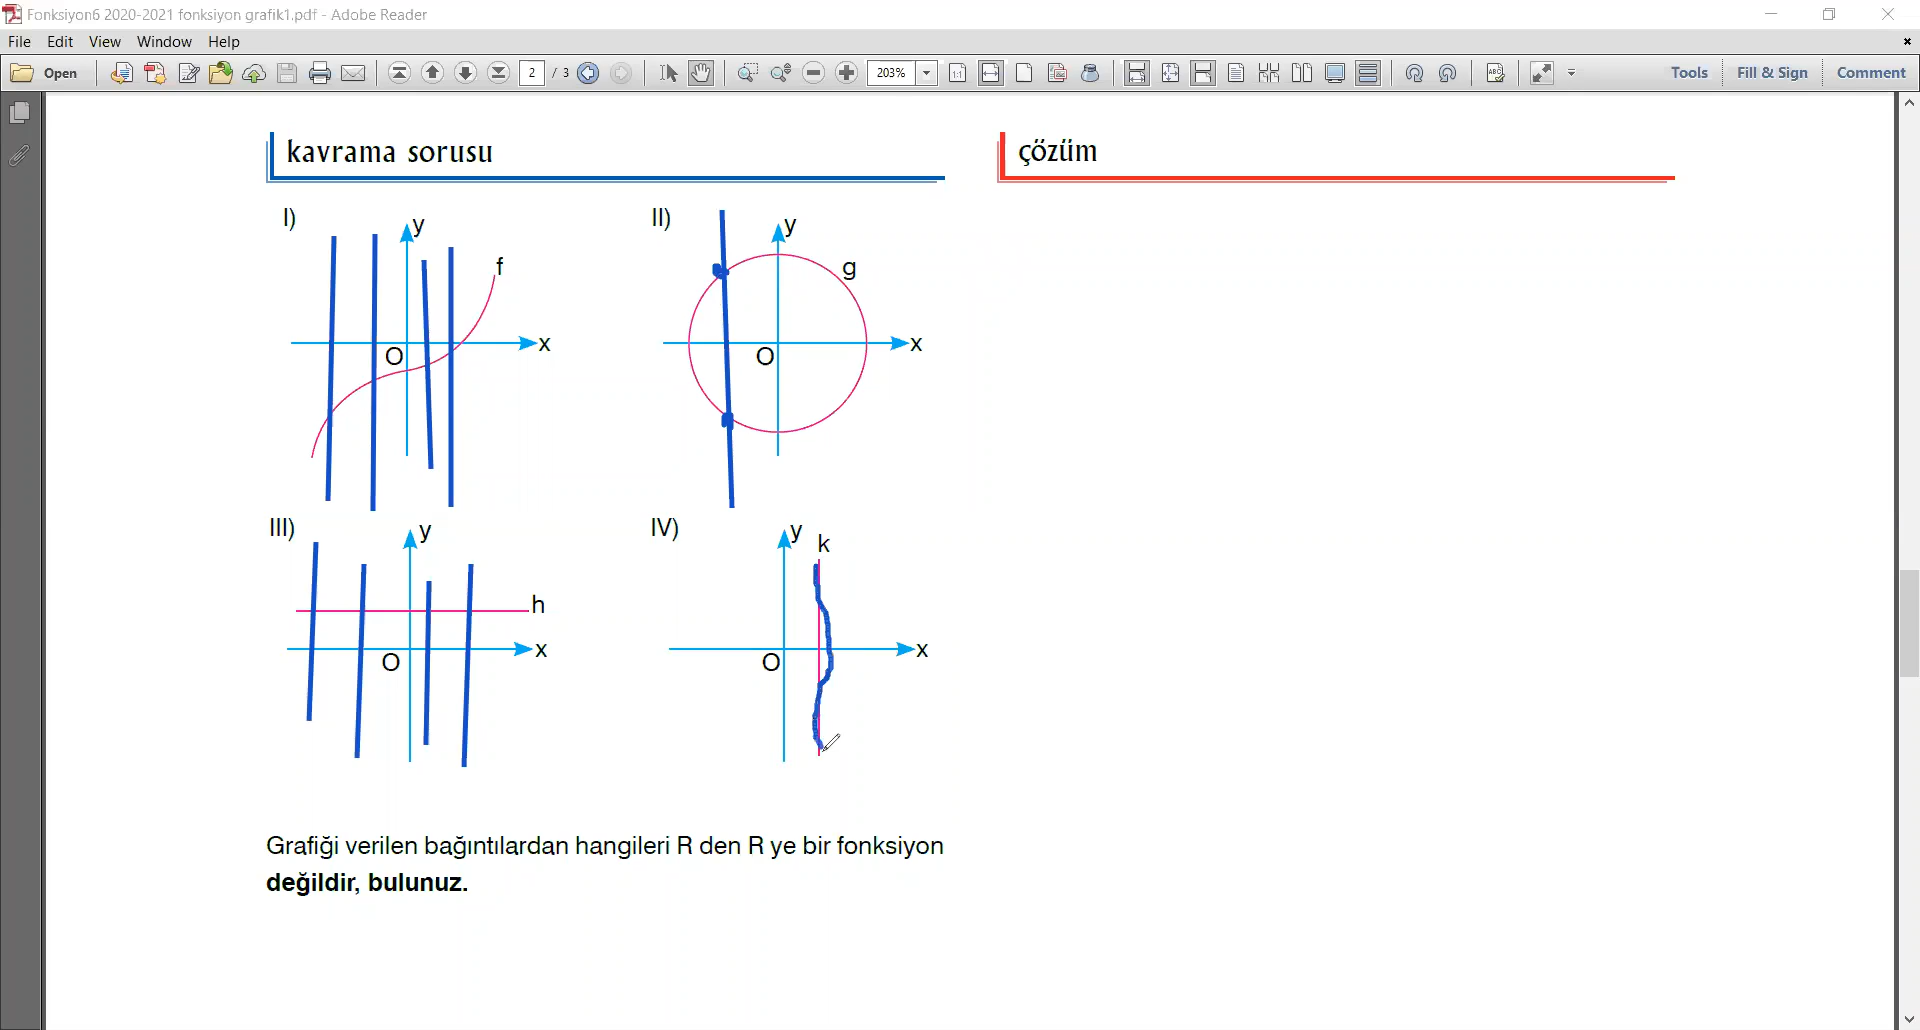 Fonksiyon6 2020-2021 fonksiyon grafik1.pdf - Adobe Reader
File Edit View Window Help
Open 2 / 3 203% Tools Fill & Sign Comment
kavrama sorusu
çözüm
I)
y
f
O
x
II)
y
g
O
x
III)
y
h
O
x
IV)
y
k
O
x
Grafiği verilen bağıntılardan hangileri R den R ye bir fonksiyon
değildir, bulunuz.